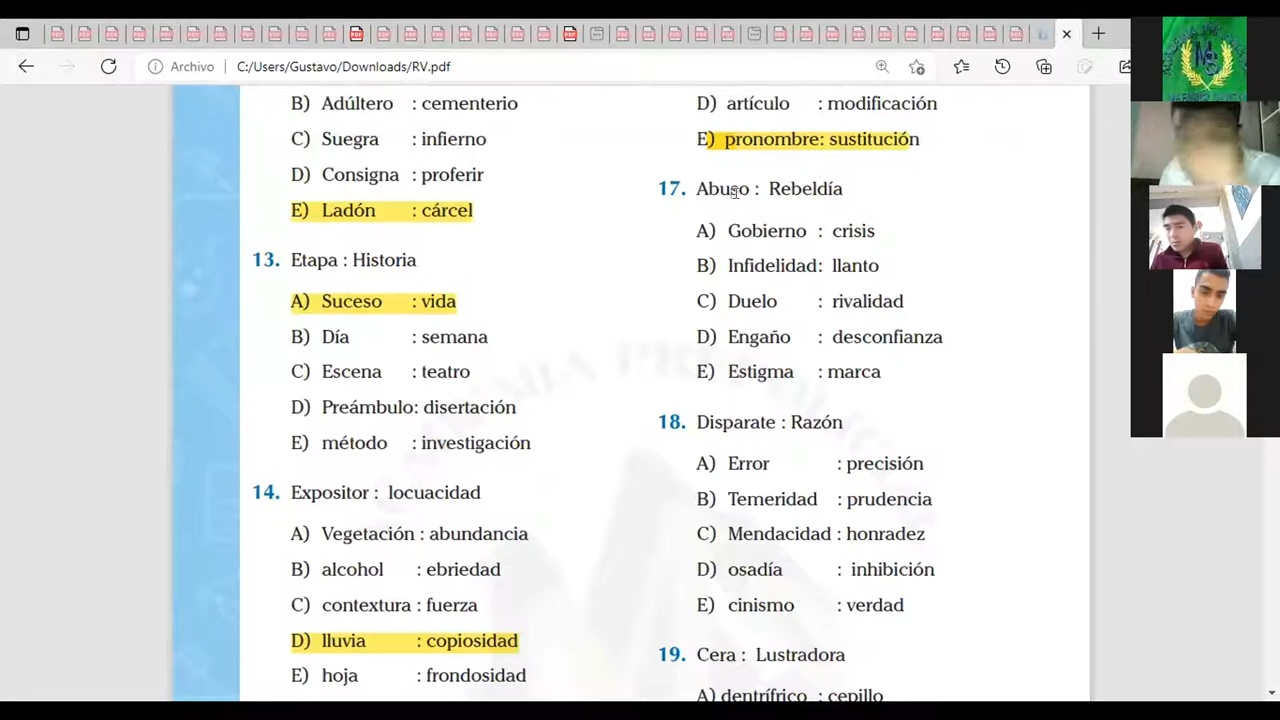 Archivo
C:/Users/Gustavo/Downloads/RV.pdf
B) Adúltero : cementerio
C) Suegra : infierno
D) Consigna : proferir
E) Ladón : cárcel
13. Etapa : Historia
A) Suceso : vida
B) Día : semana
C) Escena : teatro
D) Preámbulo: disertación
E) método : investigación
14. Expositor : locuacidad
A) Vegetación : abundancia
B) alcohol : ebriedad
C) contextura : fuerza
D) lluvia : copiosidad
E) hoja : frondosidad
D) artículo : modificación
E) pronombre: sustitución
17. Abuso : Rebeldía
A) Gobierno : crisis
B) Infidelidad: llanto
C) Duelo : rivalidad
D) Engaño : desconfianza
E) Estigma : marca
18. Disparate : Razón
A) Error : precisión
B) Temeridad : prudencia
C) Mendacidad : honradez
D) osadía : inhibición
E) cinismo : verdad
19. Cera : Lustradora
A) dentrífrico : cepillo